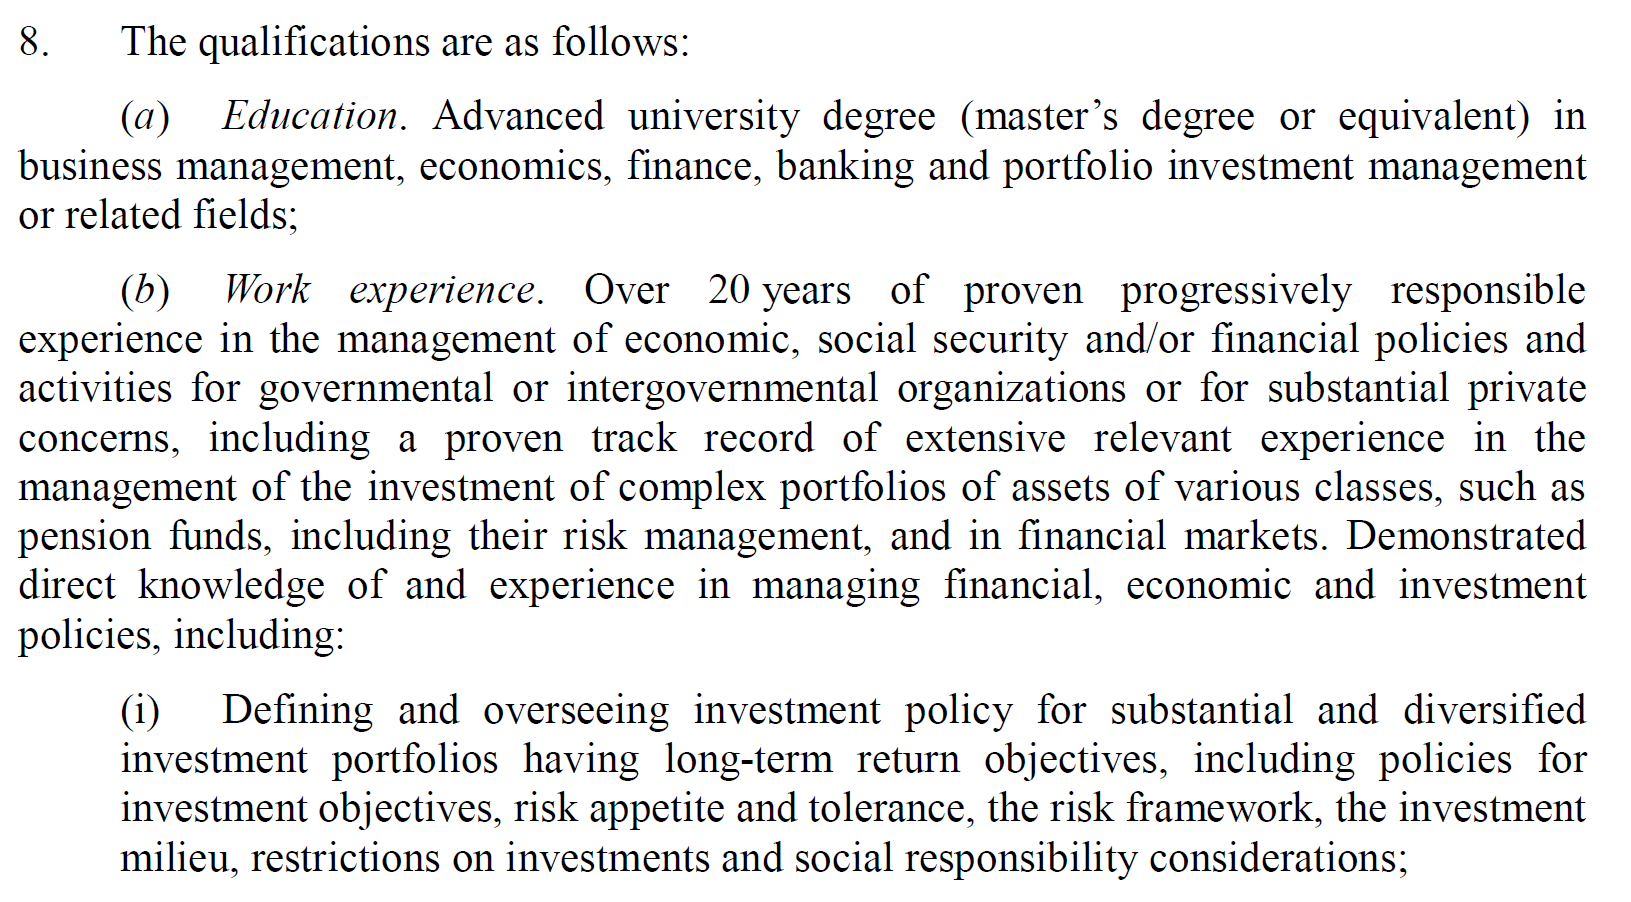 8. The qualifications are as follows:
(a) Education. Advanced university degree (master’s degree or equivalent) in
business management, economics, finance, banking and portfolio investment management
or related fields;
(b) Work experience. Over 20 years of proven progressively responsible
experience in the management of economic, social security and/or financial policies and
activities for governmental or intergovernmental organizations or for substantial private
concerns, including a proven track record of extensive relevant experience in the
management of the investment of complex portfolios of assets of various classes, such as
pension funds, including their risk management, and in financial markets. Demonstrated
direct knowledge of and experience in managing financial, economic and investment
policies, including:
(i) Defining and overseeing investment policy for substantial and diversified
investment portfolios having long-term return objectives, including policies for
investment objectives, risk appetite and tolerance, the risk framework, the investment
milieu, restrictions on investments and social responsibility considerations;